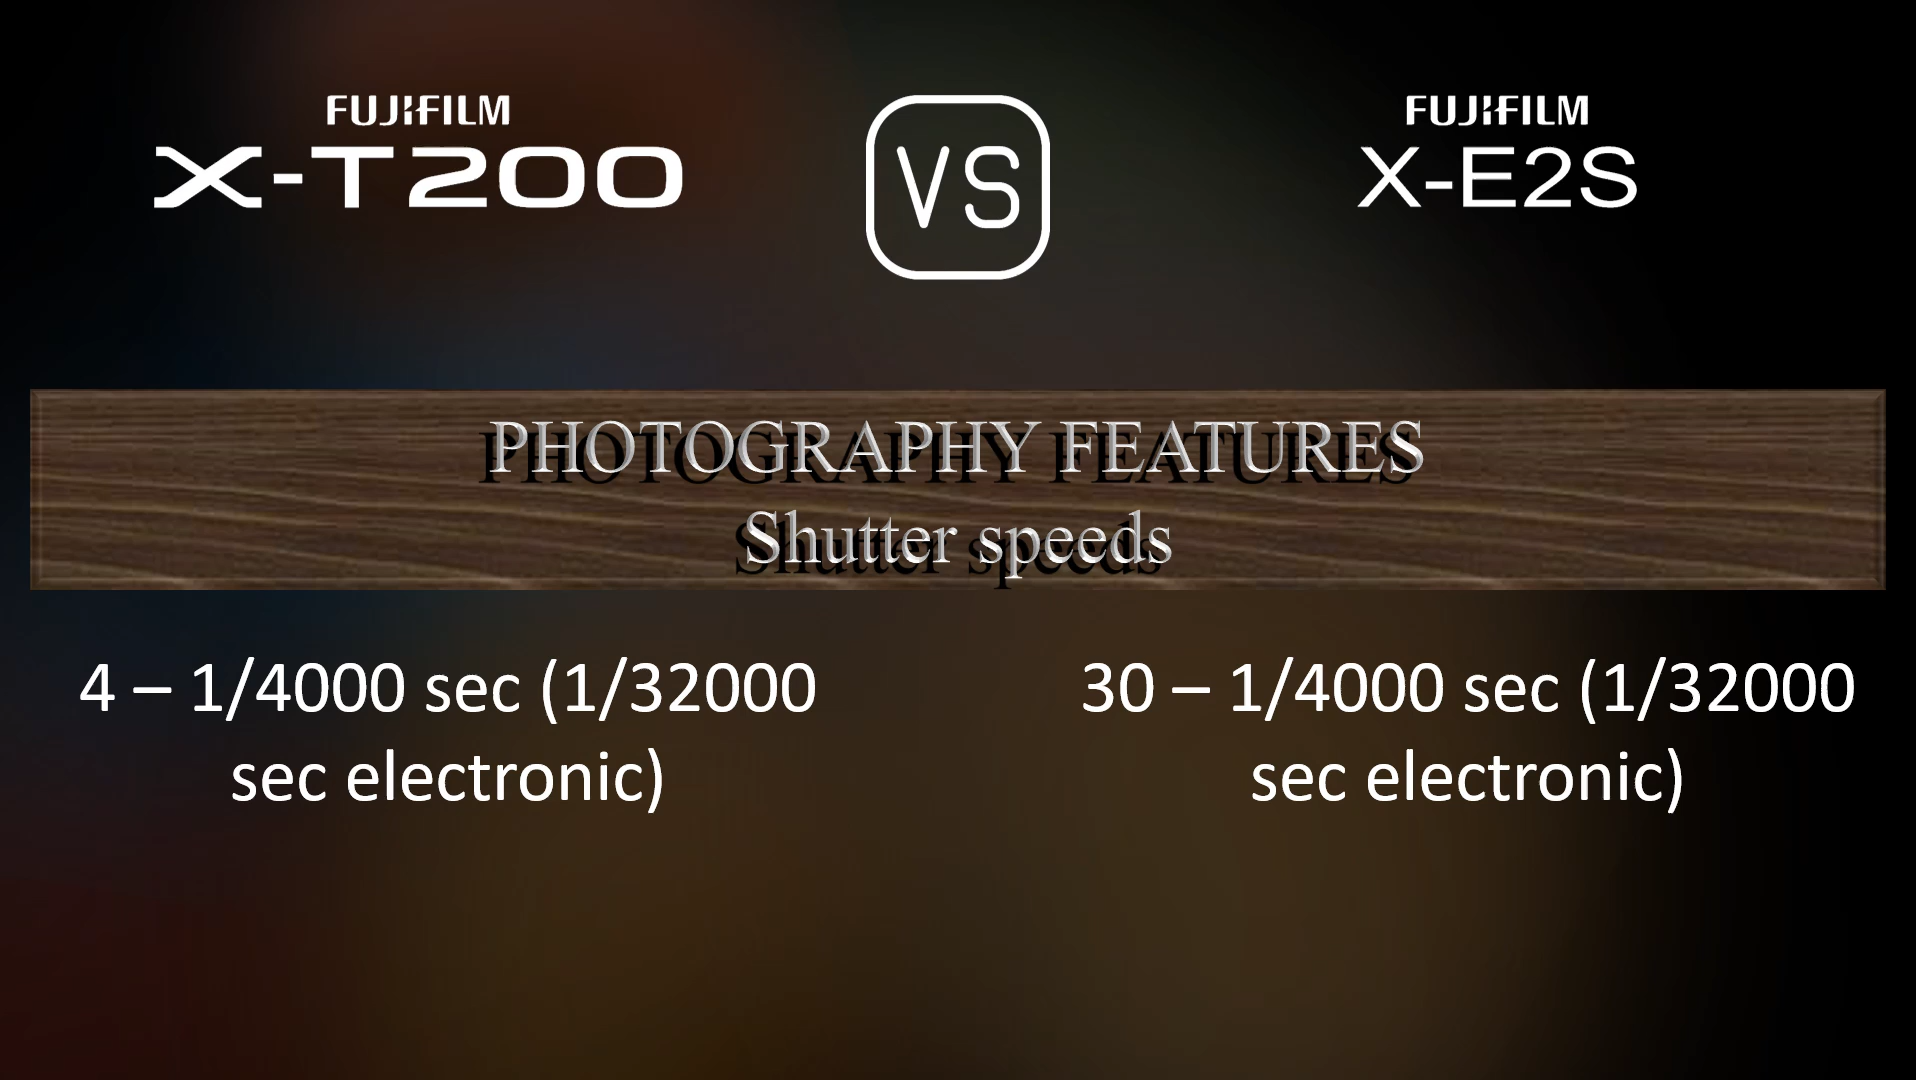 FUJIFILM
X-T200
VS
FUJIFILM
X-E2S
PHOTOGRAPHY FEATURES
Shutter speeds
4 – 1/4000 sec (1/32000
sec electronic)
30 – 1/4000 sec (1/32000
sec electronic)